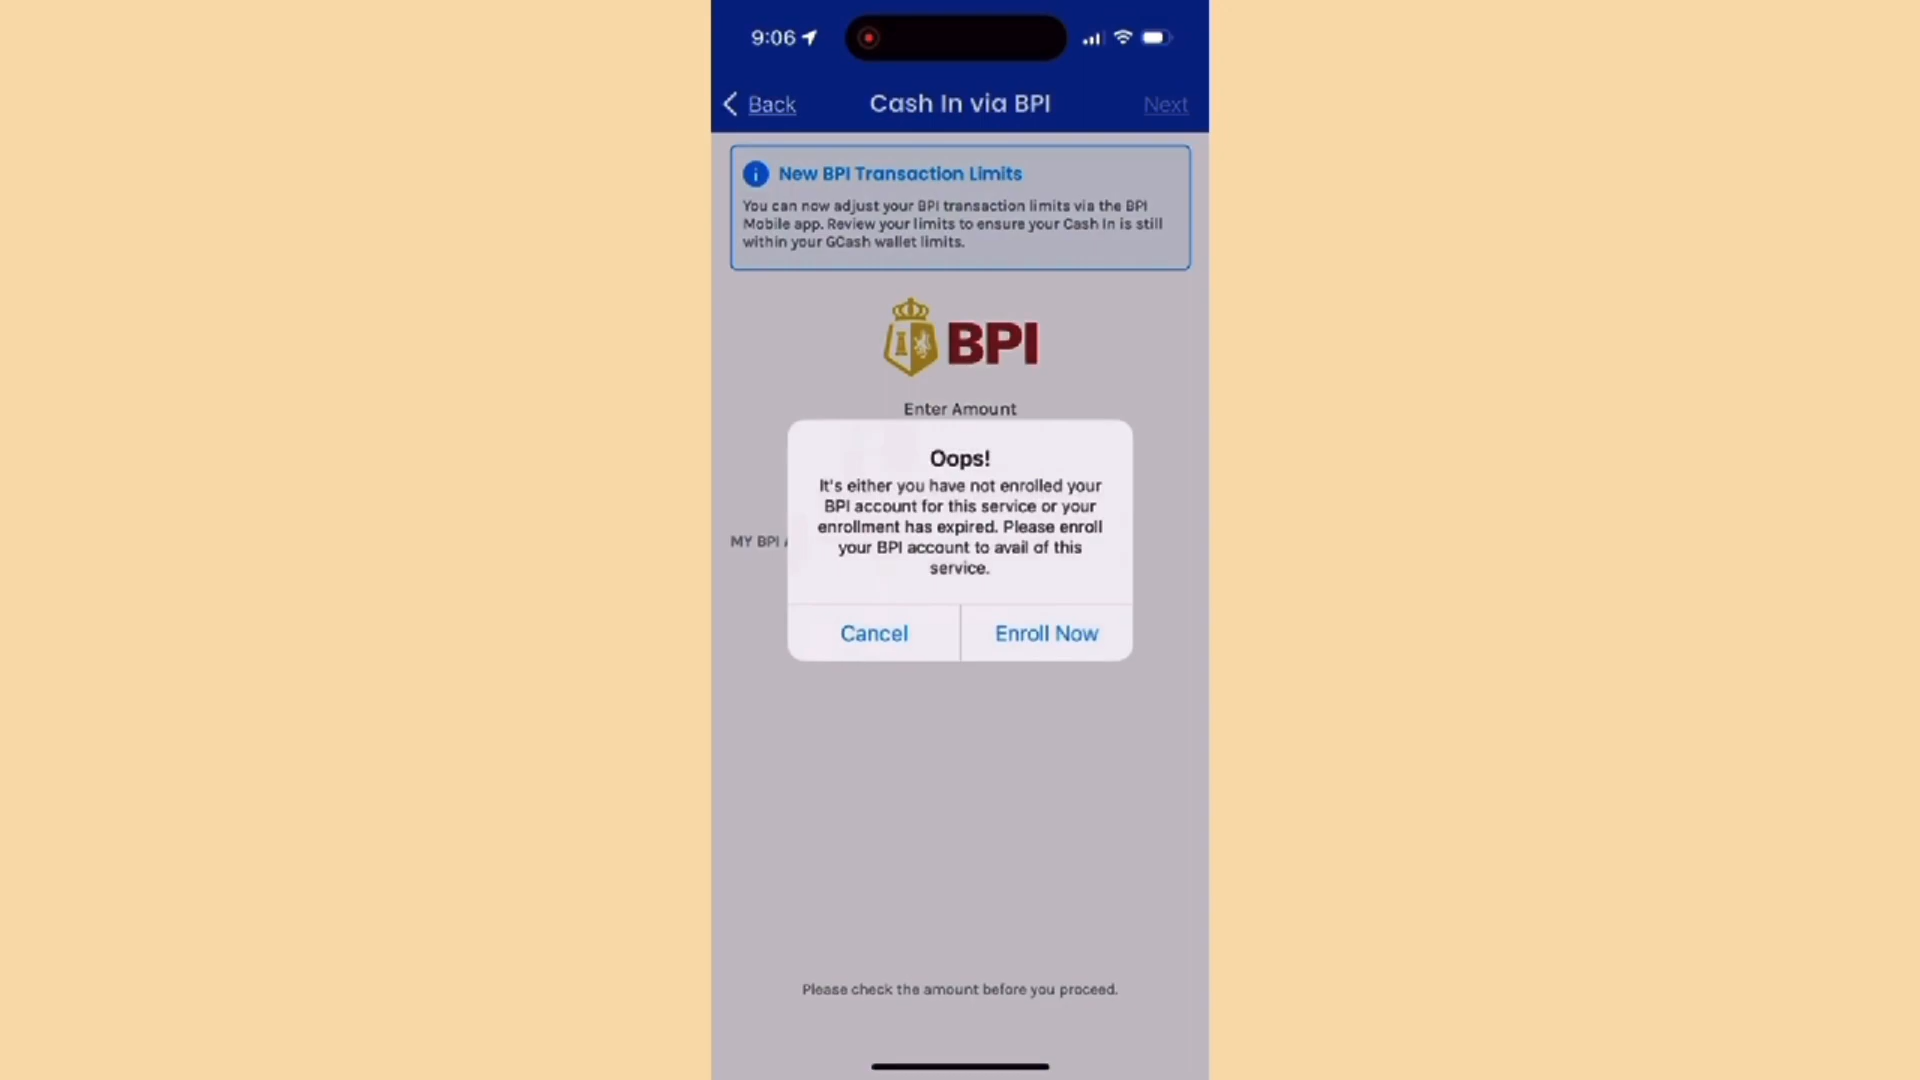 9:06
Back
Cash In via BPI
Next
New BPI Transaction Limits
You can now adjust your BPI transaction limits via the BPI
Mobile app. Review your limits to ensure your Cash In is still
within your GCash wallet limits.
BPI
Enter Amount
Oops!
It's either you have not enrolled your
BPI account for this service or your
enrollment has expired. Please enroll
your BPI account to avail of this
service.
MY BPI
Cancel
Enroll Now
Please check the amount before you proceed.